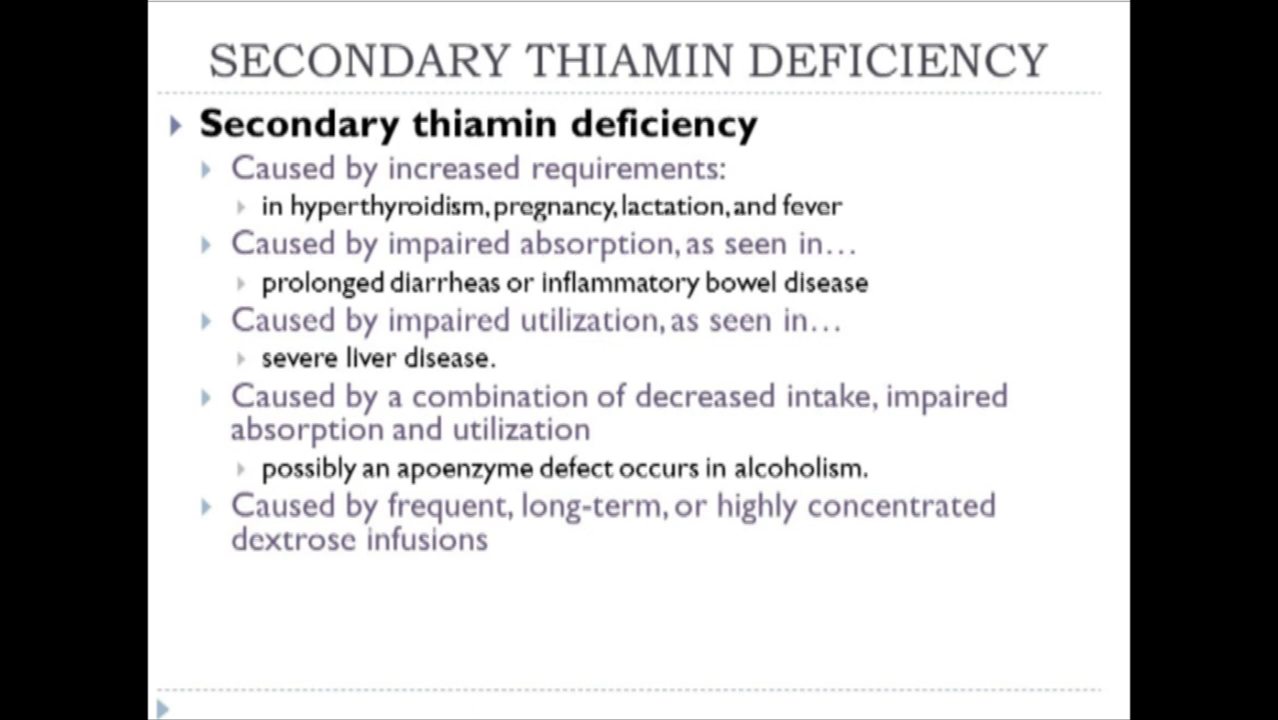 SECONDARY THIAMIN DEFICIENCY
Secondary thiamin deficiency
Caused by increased requirements:
in hyperthyroidism, pregnancy, lactation, and fever
Caused by impaired absorption, as seen in…
prolonged diarrheas or inflammatory bowel disease
Caused by impaired utilization, as seen in…
severe liver disease.
Caused by a combination of decreased intake, impaired
absorption and utilization
possibly an apoenzyme defect occurs in alcoholism.
Caused by frequent, long-term, or highly concentrated
dextrose infusions